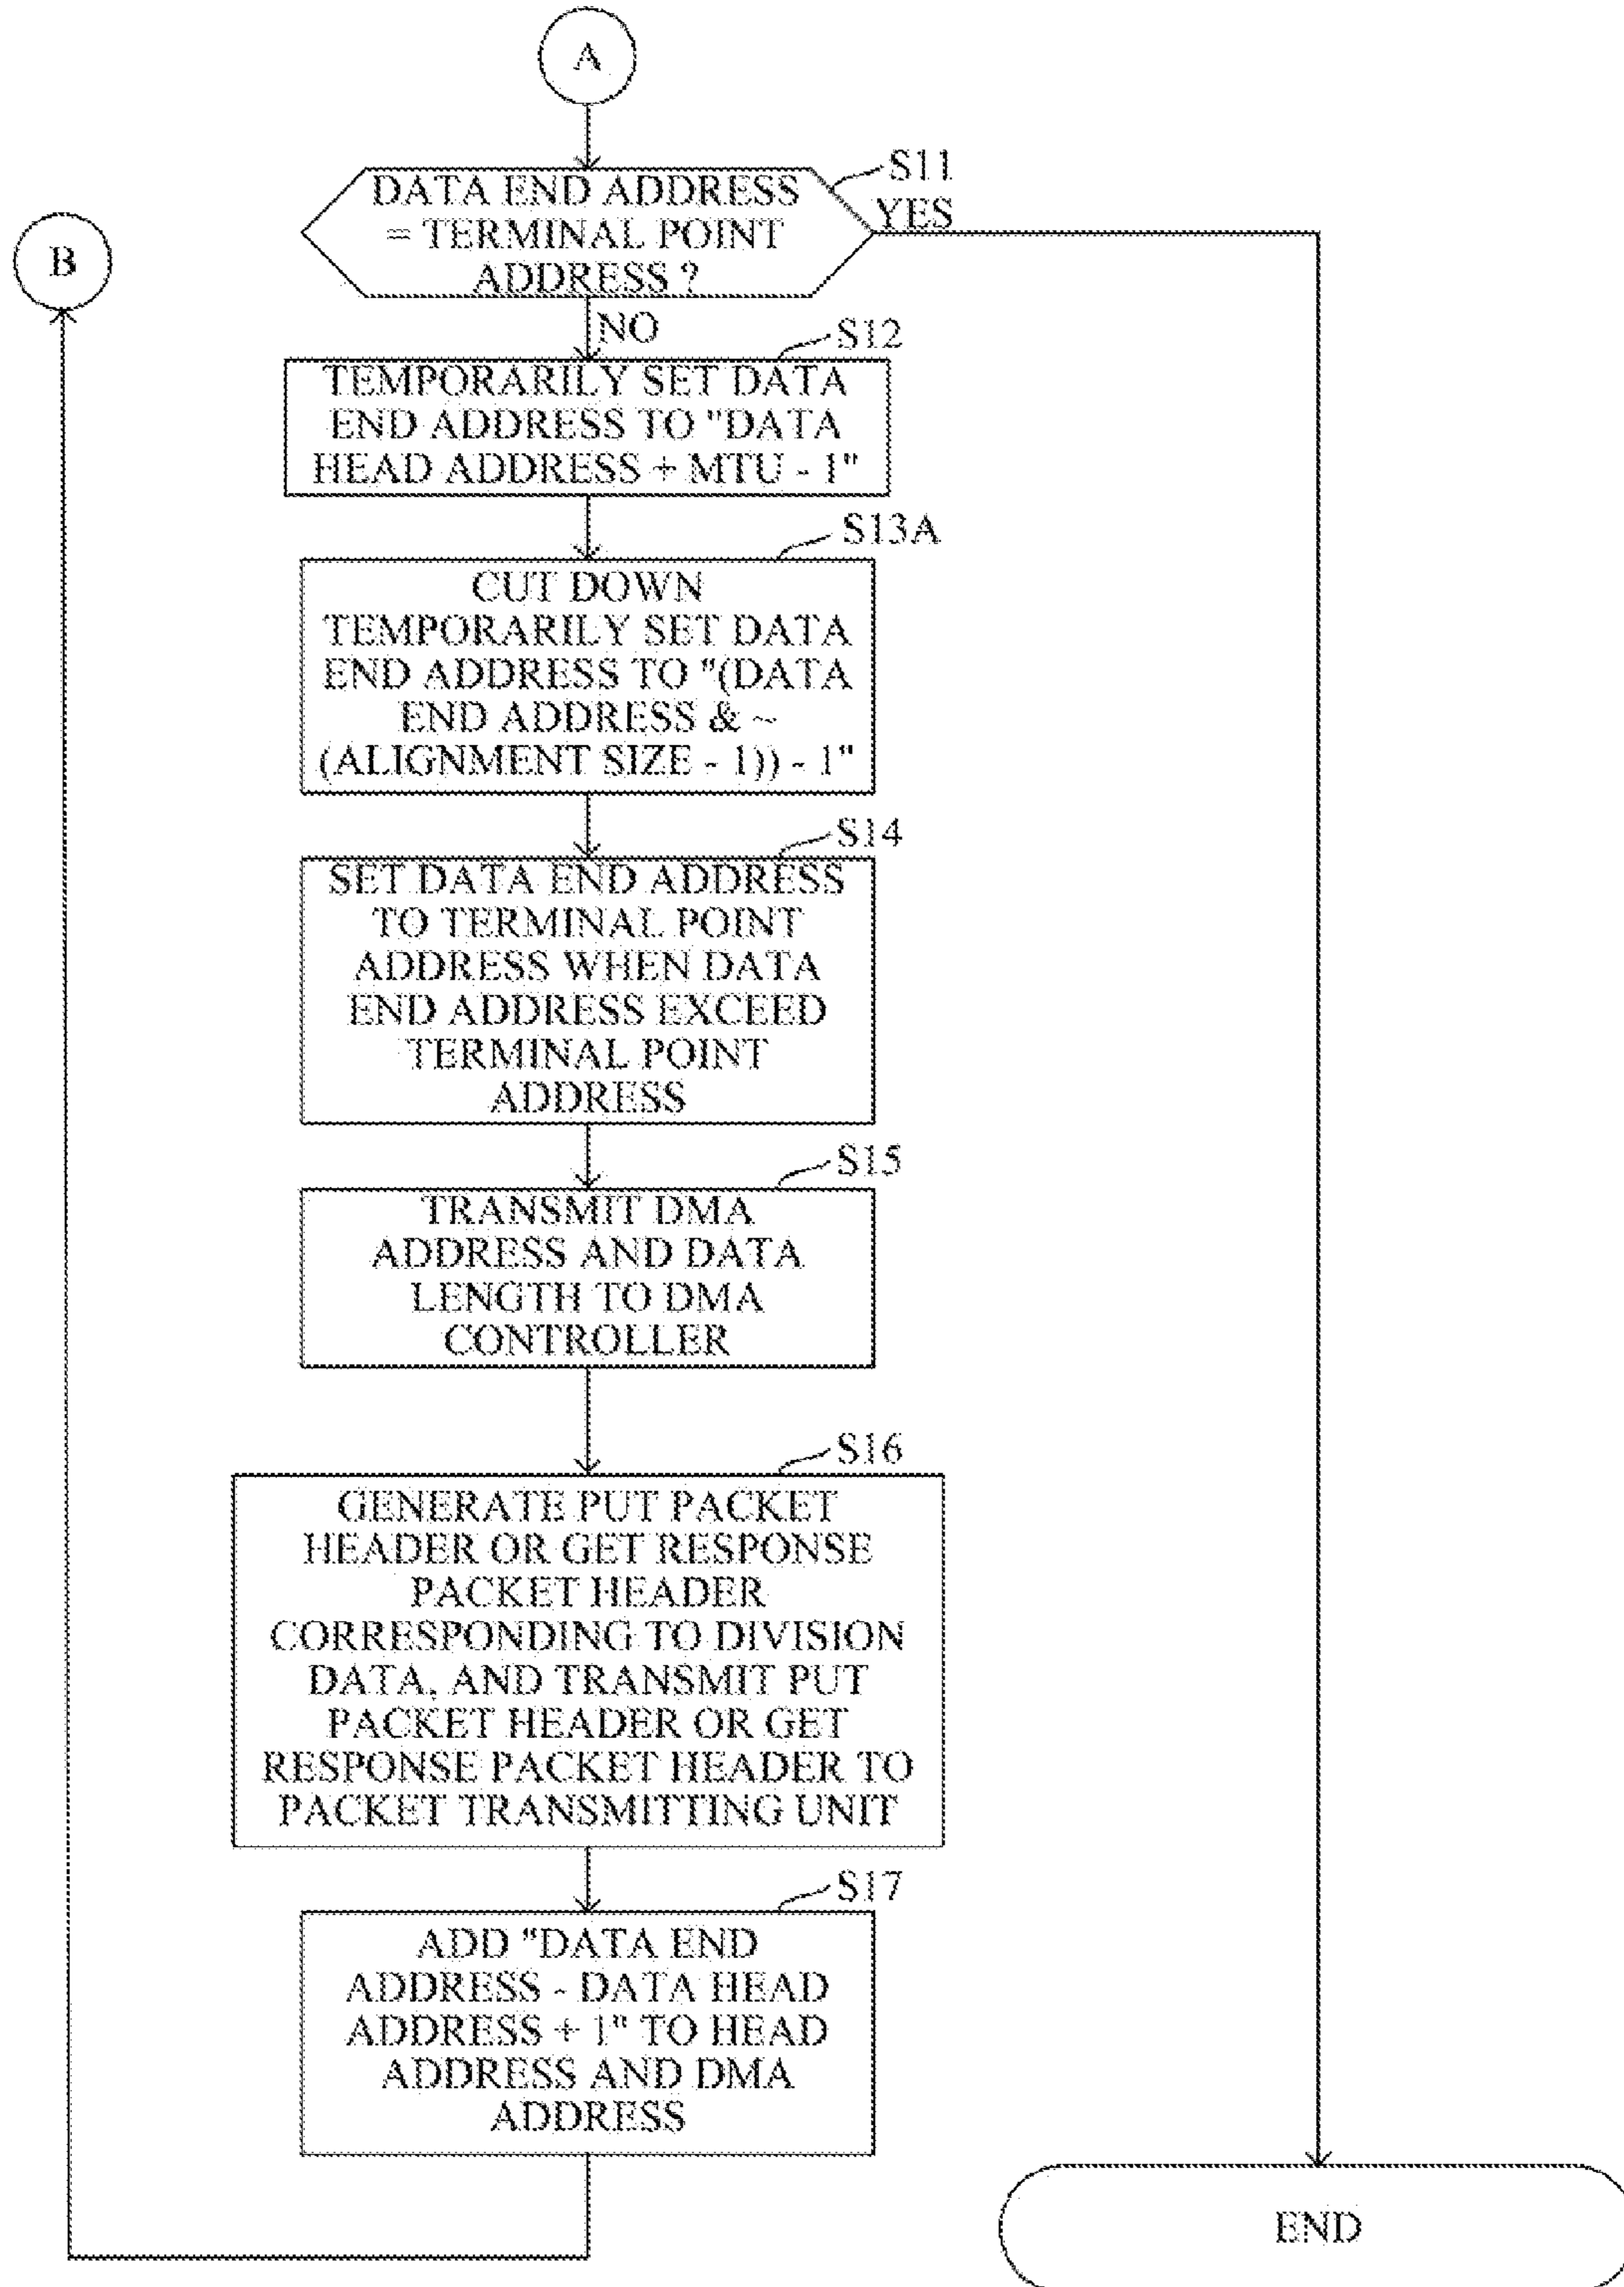 A
S11
DATA END ADDRESS
= TERMINAL POINT
ADDRESS ?
YES
B
NO
S12
TEMPORARILY SET DATA
END ADDRESS TO "DATA
HEAD ADDRESS + MTU - 1"
S13A
CUT DOWN
TEMPORARILY SET DATA
END ADDRESS TO "(DATA
END ADDRESS & ~
(ALIGNMENT SIZE - 1)) - 1"
S14
SET DATA END ADDRESS
TO TERMINAL POINT
ADDRESS WHEN DATA
END ADDRESS EXCEED
TERMINAL POINT
ADDRESS
S15
TRANSMIT DMA
ADDRESS AND DATA
LENGTH TO DMA
CONTROLLER
S16
GENERATE PUT PACKET
HEADER OR GET RESPONSE
PACKET HEADER
CORRESPONDING TO DIVISION
DATA, AND TRANSMIT PUT
PACKET HEADER OR GET
RESPONSE PACKET HEADER TO
PACKET TRANSMITTING UNIT
S17
ADD "DATA END
ADDRESS - DATA HEAD
ADDRESS + 1" TO HEAD
ADDRESS AND DMA
ADDRESS
END